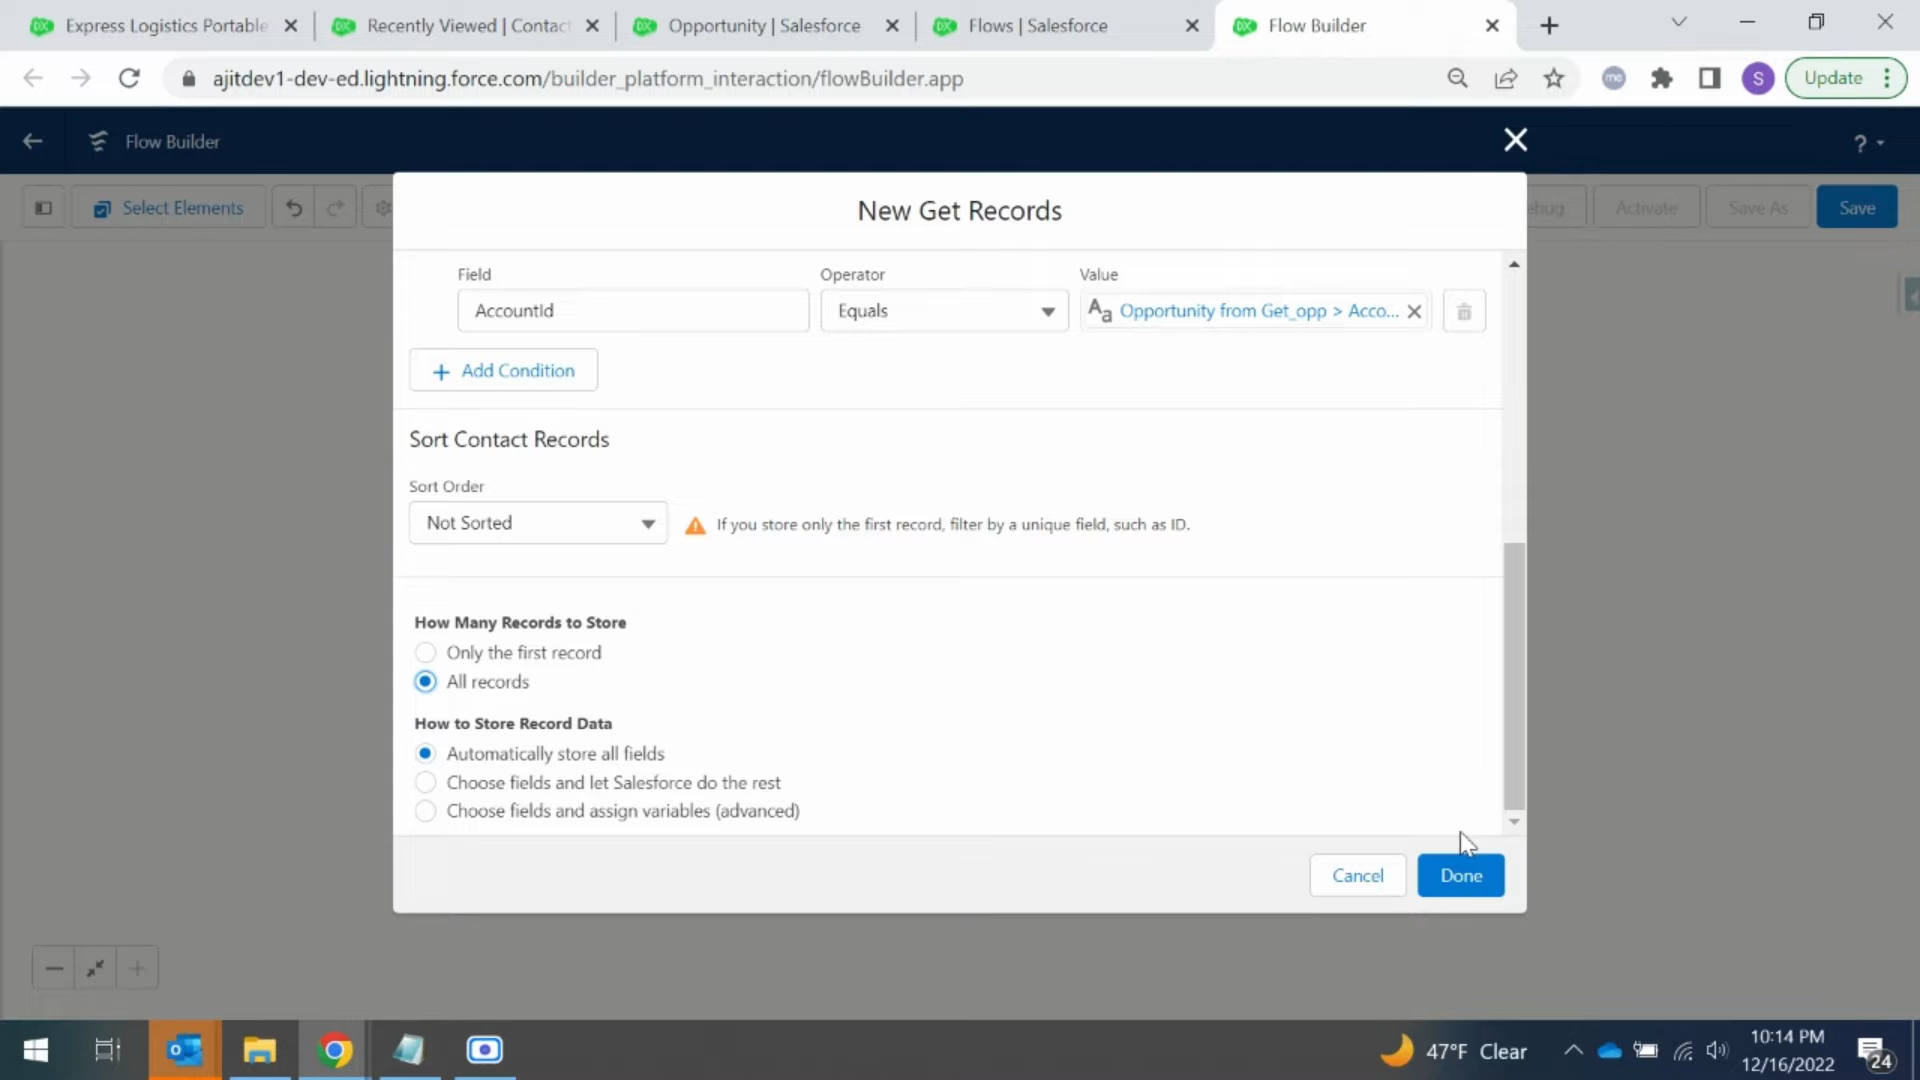 Express Logistics Portable
Recently Viewed | Contac
Opportunity | Salesforce
Flows | Salesforce
Flow Builder
ajitdev1-dev-ed.lightning.force.com/builder_platform_interaction/flowBuilder.app
S
Update
Flow Builder
?
Select Elements
ebug
Activate
Save As
Save
New Get Records
Field
Operator
Value
AccountId
Equals
Aa Opportunity from Get_opp > Acco...
+ Add Condition
Sort Contact Records
Sort Order
Not Sorted
If you store only the first record, filter by a unique field, such as ID.
How Many Records to Store
Only the first record
All records
How to Store Record Data
Automatically store all fields
Choose fields and let Salesforce do the rest
Choose fields and assign variables (advanced)
Cancel
Done
47°F Clear
10:14 PM
12/16/2022
24